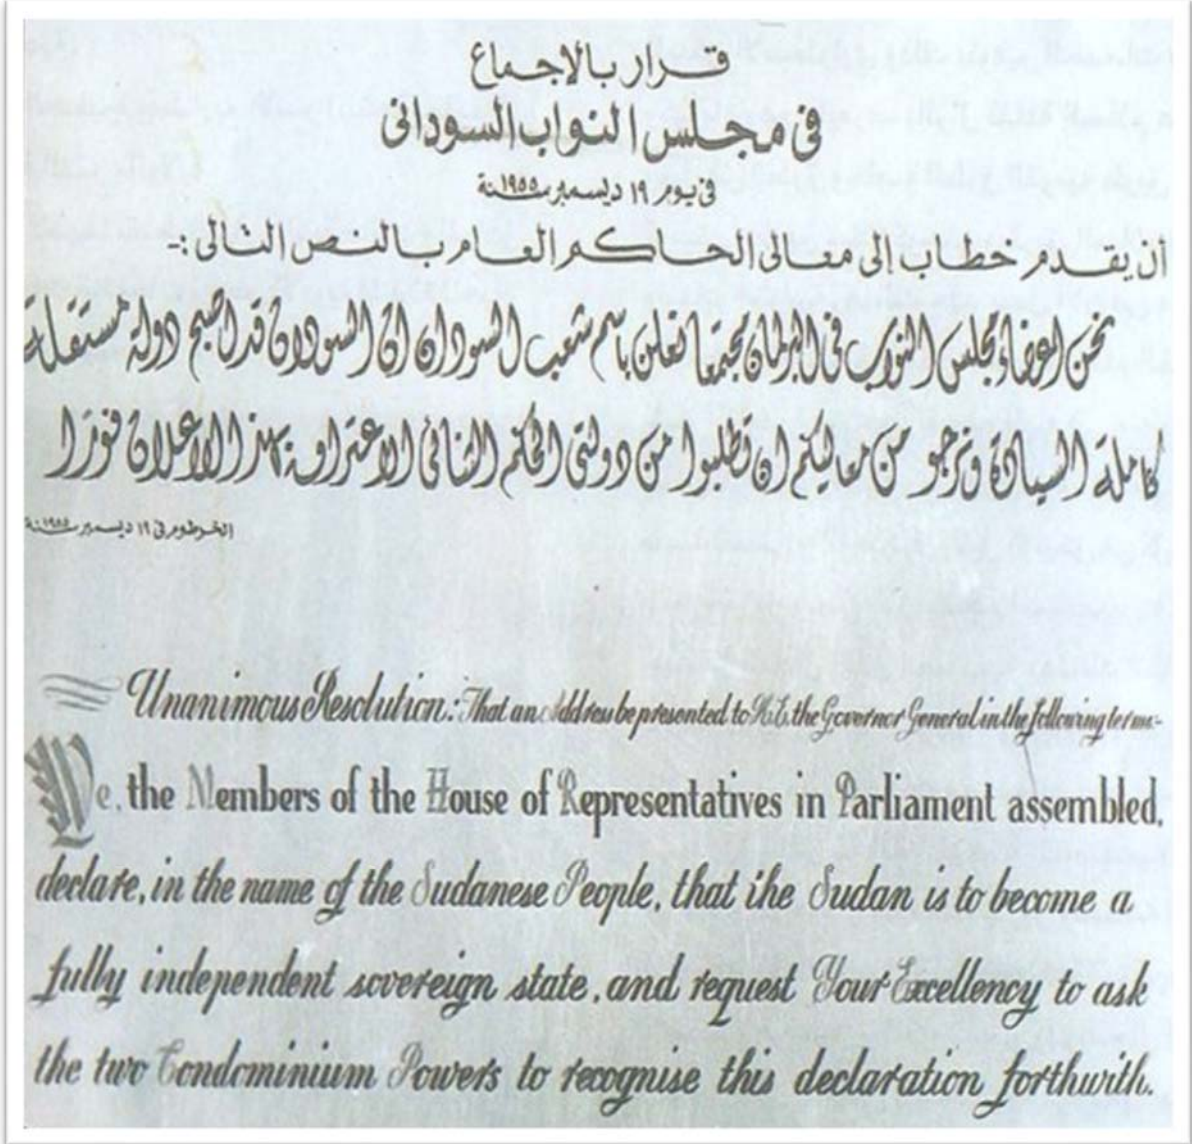 قرار بالاجماع
فى مجلس النواب السودانى
فى يوم ١٩ ديسمبر سنة ١٩٥٥
ان يقدم خطاب إلى معالى الحاكم العام بالنص التالى :-
نحن اعضاء مجلس النواب فى البرلمان مجتمعا نعلن باسم شعب السودان ان السودان قد اصبح دولة مستقلة
كاملة السيادة ونرجو من معاليكم ان تطلبوا من دولتى الحكم الثنائى الاعتراف بهذا الاعلان فورا
الخرطوم فى ١٩ ديسمبر سنة ١٩٥٥
Unanimous Resolution: That an Address be presented to H.E. the Governor General in the following terms:-
We, the Members of the House of Representatives in Parliament assembled,
declare, in the name of the Sudanese People, that the Sudan is to become a
fully independent sovereign state, and request Your Excellency to ask
the two Condominium Powers to recognise this declaration forthwith.